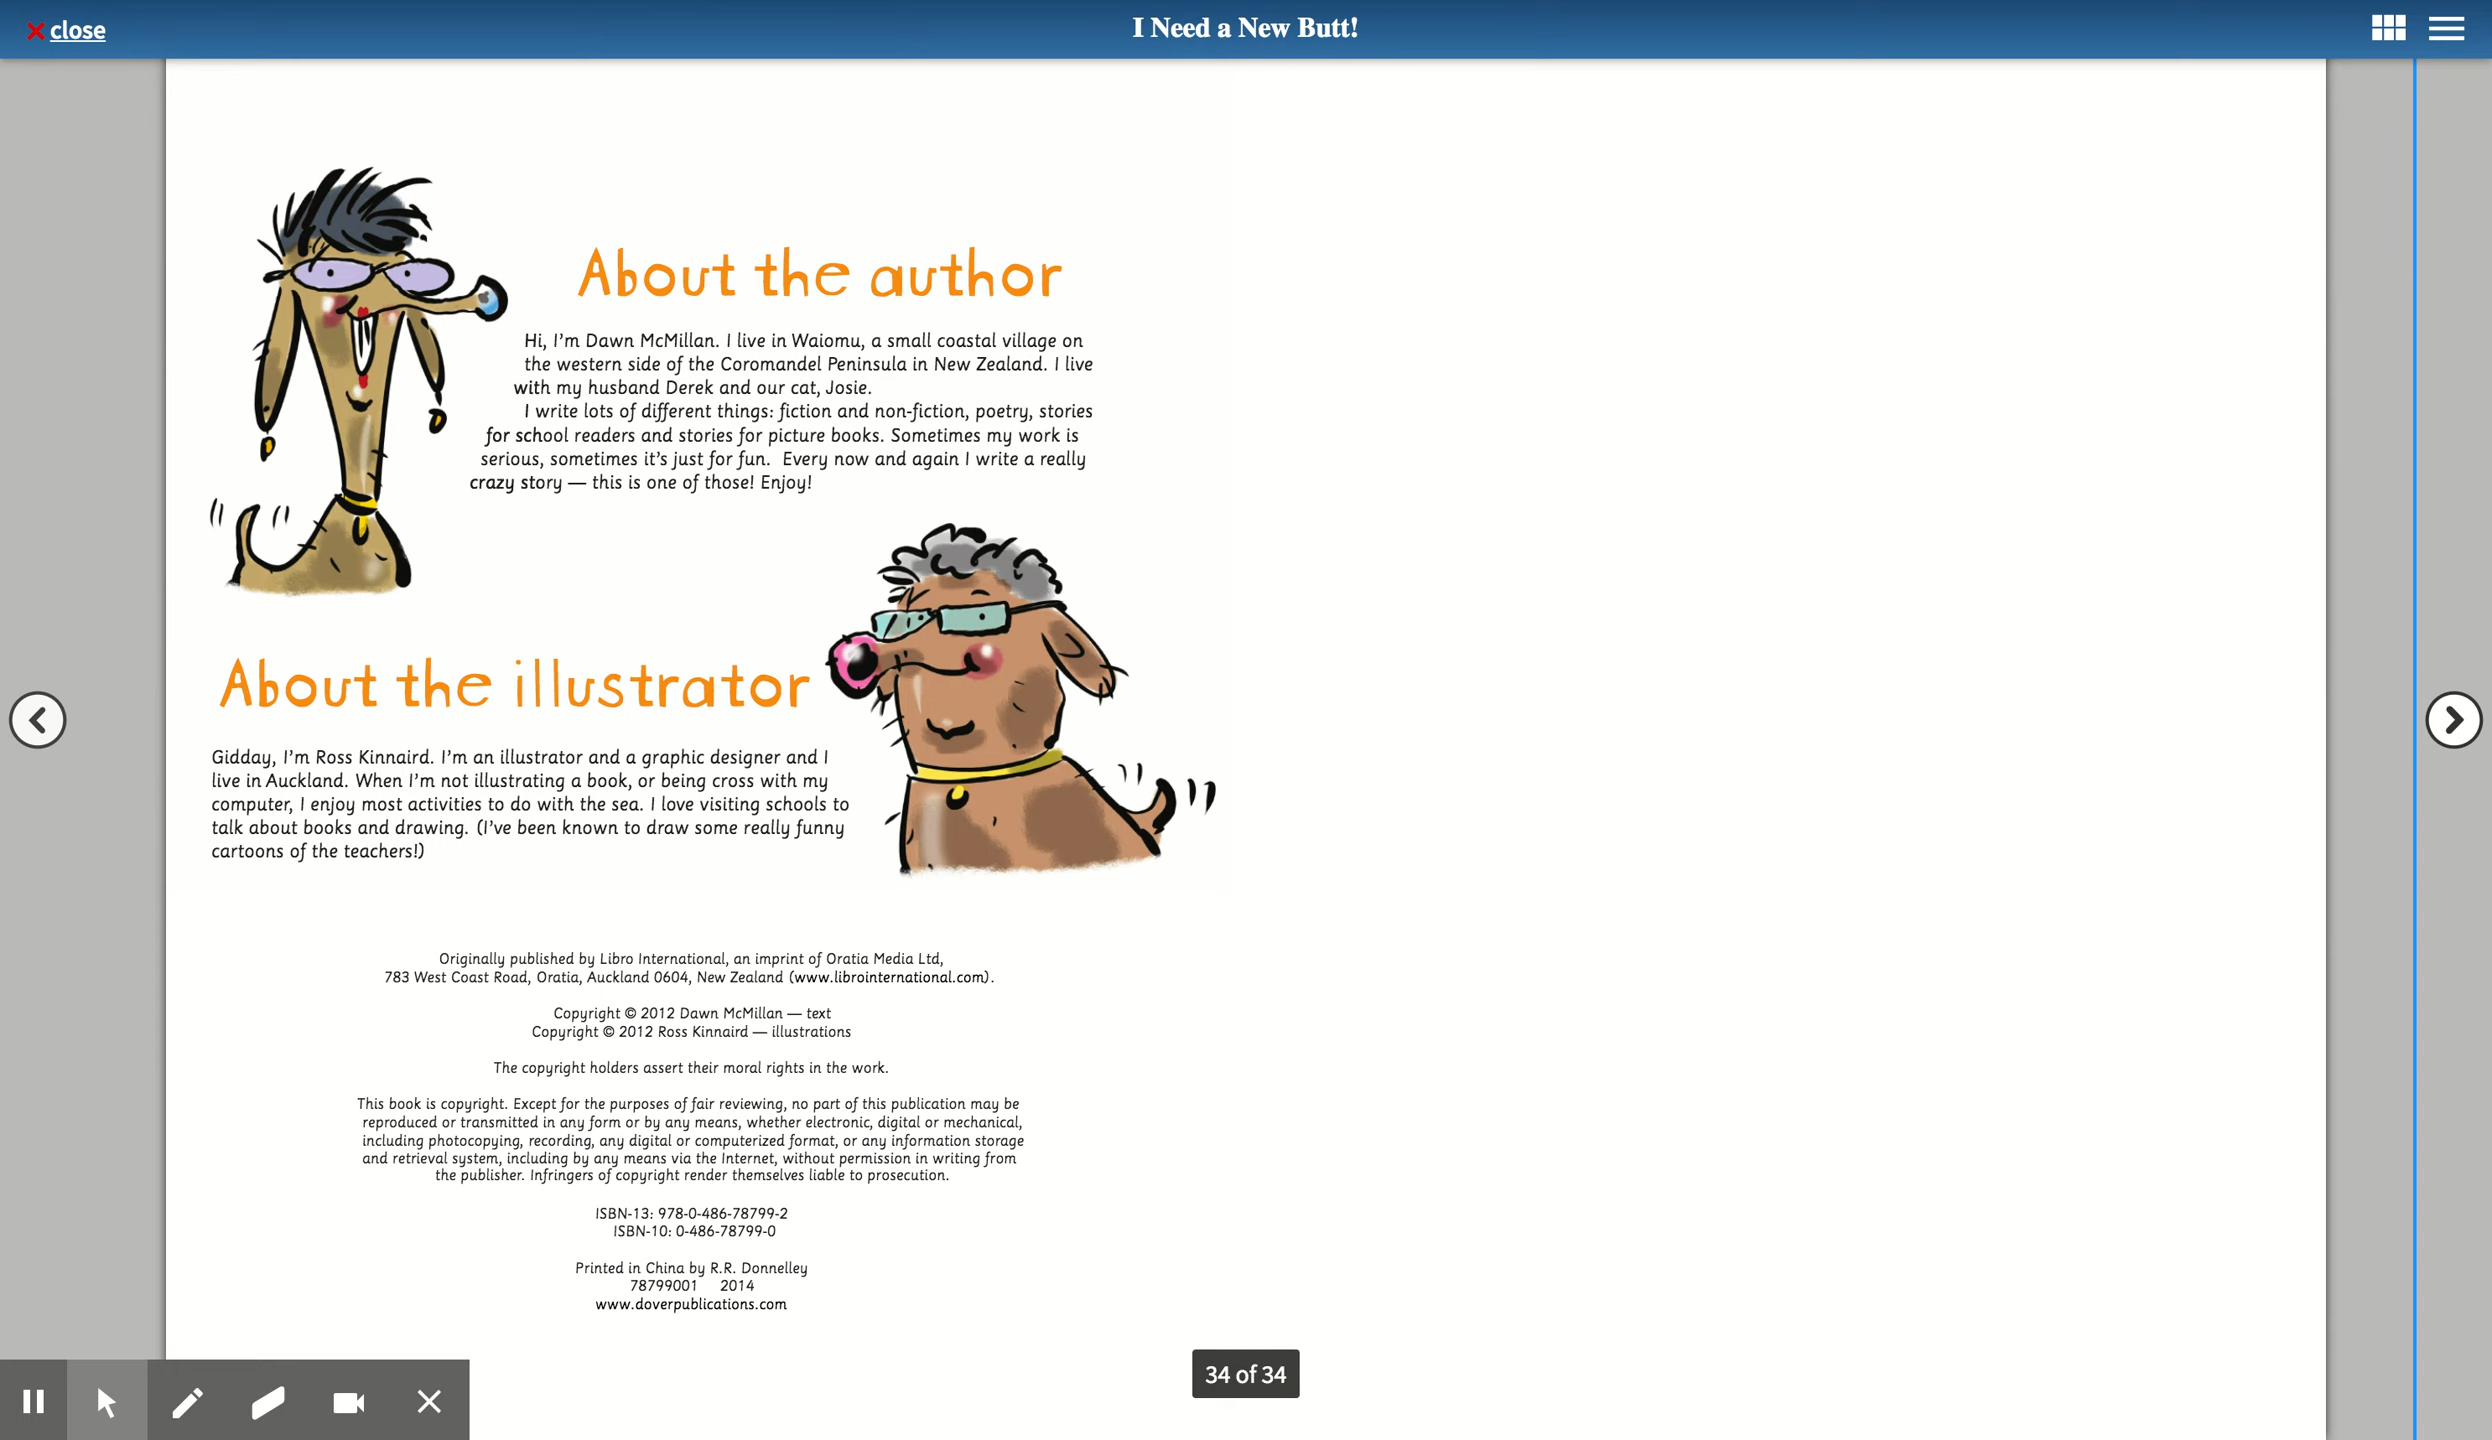 close
I Need a New Butt!
About the author
Hi, I'm Dawn McMillan. I live in Waiomu, a small coastal village on
the western side of the Coromandel Peninsula in New Zealand. I live
with my husband Derek and our cat, Josie.
I write lots of different things: fiction and non-fiction, poetry, stories
for school readers and stories for picture books. Sometimes my work is
serious, sometimes it's just for fun. Every now and again I write a really
crazy story — this is one of those! Enjoy!
About the illustrator
Gidday, I'm Ross Kinnaird. I'm an illustrator and a graphic designer and I
live in Auckland. When I'm not illustrating a book, or being cross with my
computer, I enjoy most activities to do with the sea. I love visiting schools to
talk about books and drawing. (I've been known to draw some really funny
cartoons of the teachers!)
Originally published by Libro International, an imprint of Oratia Media Ltd,
783 West Coast Road, Oratia, Auckland 0604, New Zealand (www.librointernational.com).
Copyright © 2012 Dawn McMillan — text
Copyright © 2012 Ross Kinnaird — illustrations
The copyright holders assert their moral rights in the work.
This book is copyright. Except for the purposes of fair reviewing, no part of this publication may be
reproduced or transmitted in any form or by any means, whether electronic, digital or mechanical,
including photocopying, recording, any digital or computerized format, or any information storage
and retrieval system, including by any means via the Internet, without permission in writing from
the publisher. Infringers of copyright render themselves liable to prosecution.
ISBN-13: 978-0-486-78799-2
ISBN-10: 0-486-78799-0
Printed in China by R.R. Donnelley
78799001 2014
www.doverpublications.com
34 of 34